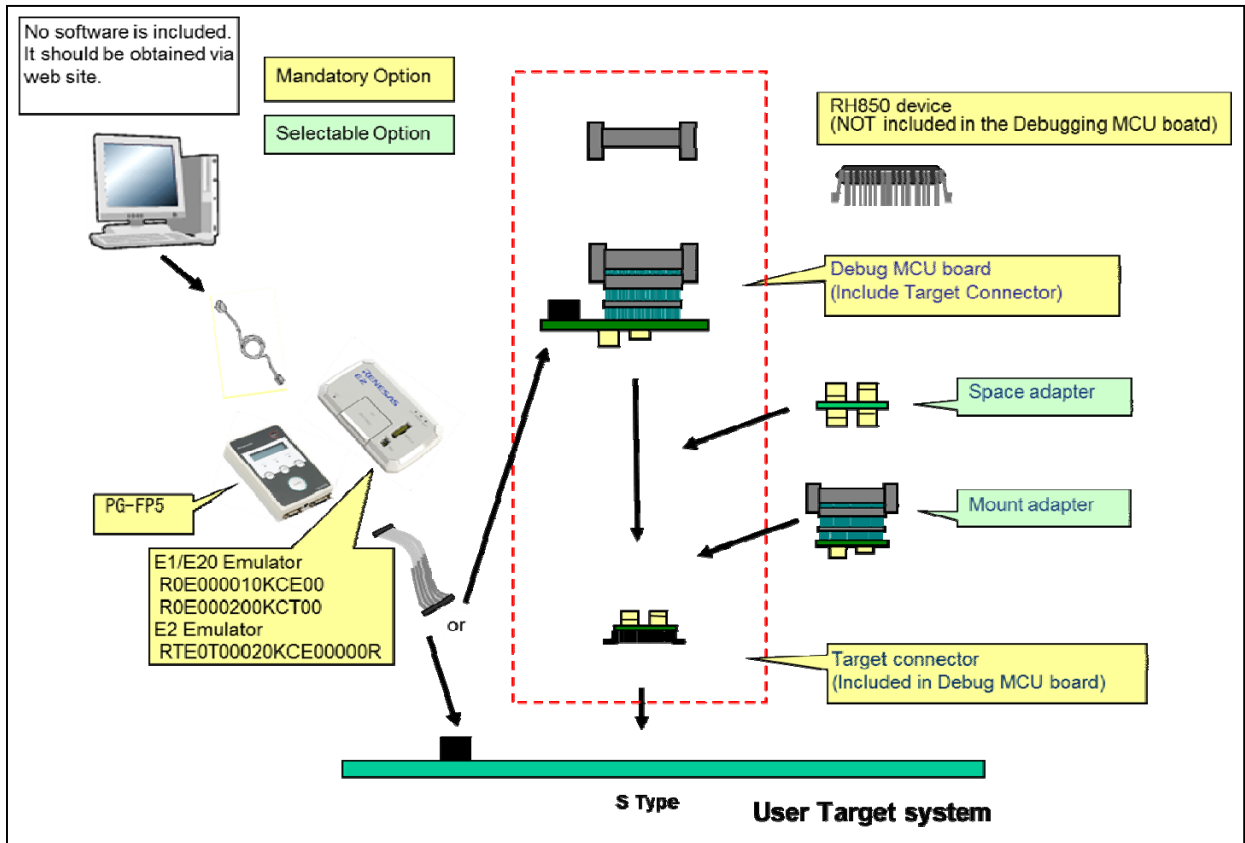 No software is included.
It should be obtained via
web site.
Mandatory Option
Selectable Option
RH850 device
(NOT included in the Debugging MCU boatd)
Debug MCU board
(Include Target Connector)
Space adapter
Mount adapter
RENESAS
E2
PG-FP5
E1/E20 Emulator
R0E000010KCE00
R0E000200KCT00
E2 Emulator
RTE0T00020KCE00000R
or
Target connector
(Included in Debug MCU board)
S Type
User Target system